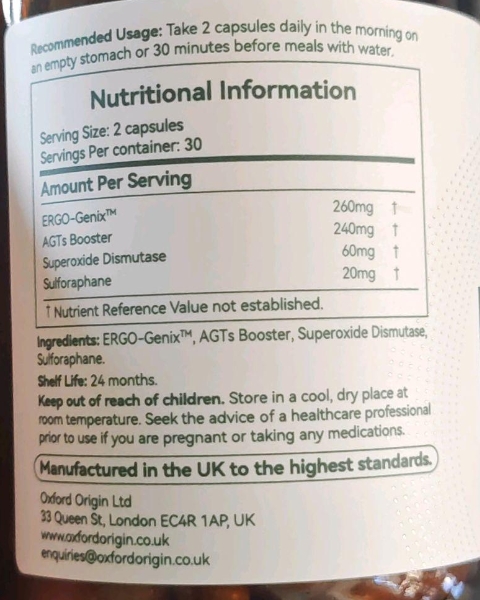 Recommended Usage: Take 2 capsules daily in the morning on
an empty stomach or 30 minutes before meals with water.
Nutritional Information
Serving Size: 2 capsules
Servings Per container: 30
Amount Per Serving
ERGO-Genix™ 260mg †
AGTs Booster 240mg †
Superoxide Dismutase 60mg †
Sulforaphane 20mg †
† Nutrient Reference Value not established.
Ingredients: ERGO-Genix™, AGTs Booster, Superoxide Dismutase,
Sulforaphane.
Shelf Life: 24 months.
Keep out of reach of children. Store in a cool, dry place at
room temperature. Seek the advice of a healthcare professional
prior to use if you are pregnant or taking any medications.
Manufactured in the UK to the highest standards.
Oxford Origin Ltd
33 Queen St, London EC4R 1AP, UK
www.oxfordorigin.co.uk
enquiries@oxfordorigin.co.uk